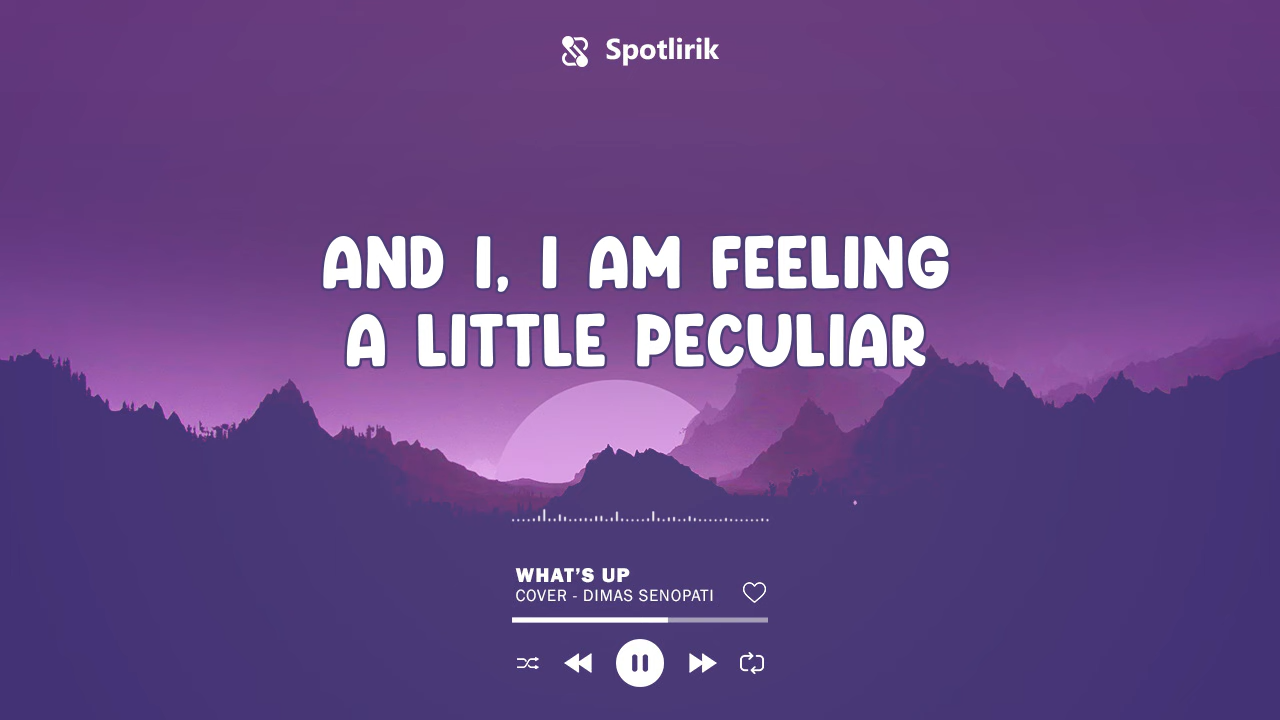 Spotlirik
AND I, I AM FEELING
A LITTLE PECULIAR
WHAT'S UP
COVER - DIMAS SENOPATI